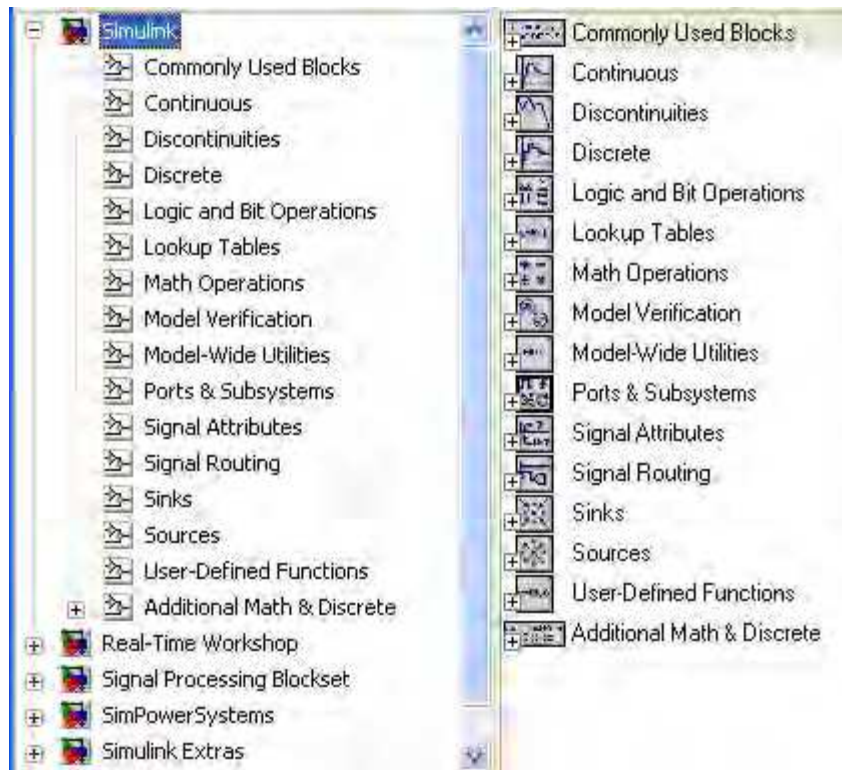 Simulink
Commonly Used Blocks
Continuous
Discontinuities
Discrete
Logic and Bit Operations
Lookup Tables
Math Operations
Model Verification
Model-Wide Utilities
Ports & Subsystems
Signal Attributes
Signal Routing
Sinks
Sources
User-Defined Functions
Additional Math & Discrete
Real-Time Workshop
Signal Processing Blockset
SimPowerSystems
Simulink Extras
Commonly Used Blocks
Continuous
Discontinuities
Discrete
Logic and Bit Operations
Lookup Tables
Math Operations
Model Verification
Model-Wide Utilities
Ports & Subsystems
Signal Attributes
Signal Routing
Sinks
Sources
User-Defined Functions
Additional Math & Discrete